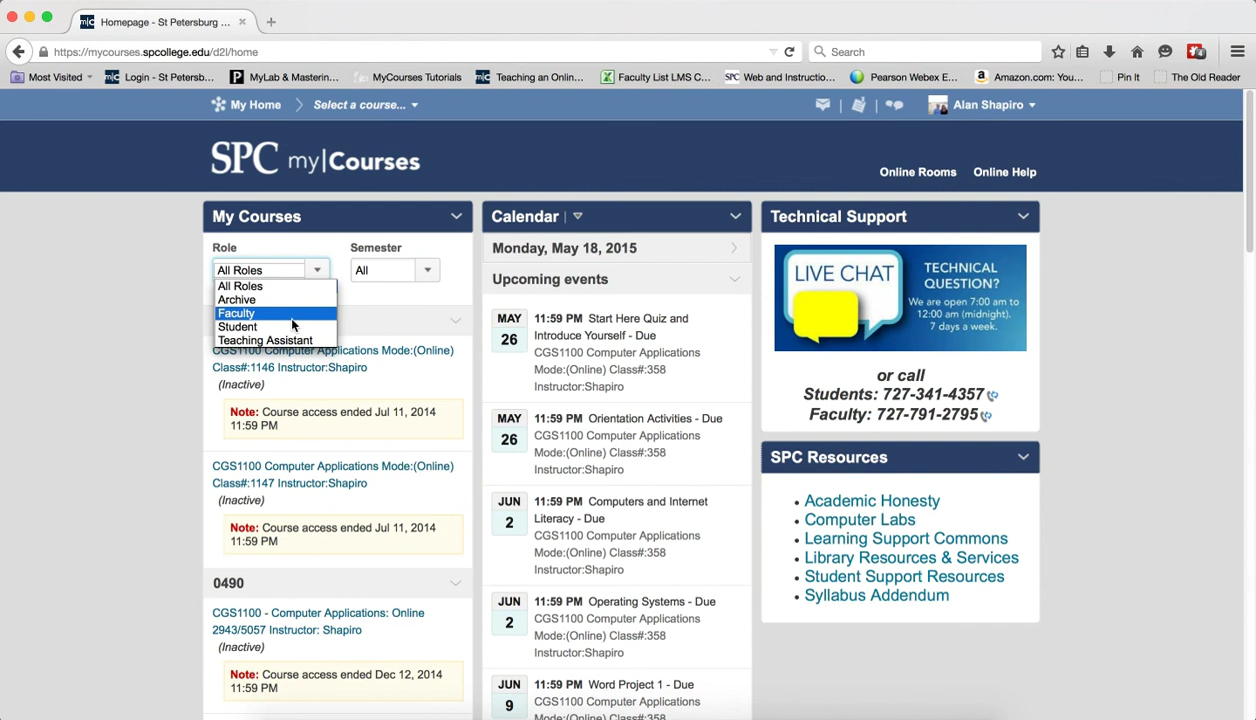 m|c Homepage - St Petersburg ...
https://mycourses.spcollege.edu/d2l/home
Search
Most Visited
m|c Login - St Petersb...
P MyLab & Mastering...
MyCourses Tutorials
m|c Teaching an Onlin...
Faculty List LMS C...
SPC Web and Instructio...
Pearson Webex E...
a Amazon.com: You...
Pin It
The Old Reader
My Home
Select a course...
Alan Shapiro
SPC my|Courses
Online Rooms
Online Help
My Courses
Role
Semester
All Roles
All
All Roles
Archive
Faculty
Student
Teaching Assistant
CGS1100 Computer Applications Mode:(Online)
Class#:1146 Instructor:Shapiro
(Inactive)
Note: Course access ended Jul 11, 2014
11:59 PM
CGS1100 Computer Applications Mode:(Online)
Class#:1147 Instructor:Shapiro
(Inactive)
Note: Course access ended Jul 11, 2014
11:59 PM
0490
CGS1100 - Computer Applications: Online
2943/5057 Instructor: Shapiro
(Inactive)
Note: Course access ended Dec 12, 2014
11:59 PM
Calendar
Monday, May 18, 2015
Upcoming events
MAY
26
11:59 PM Start Here Quiz and
Introduce Yourself - Due
CGS1100 Computer Applications
Mode:(Online) Class#:358
Instructor:Shapiro
MAY
26
11:59 PM Orientation Activities - Due
CGS1100 Computer Applications
Mode:(Online) Class#:358
Instructor:Shapiro
JUN
2
11:59 PM Computers and Internet
Literacy - Due
CGS1100 Computer Applications
Mode:(Online) Class#:358
Instructor:Shapiro
JUN
2
11:59 PM Operating Systems - Due
CGS1100 Computer Applications
Mode:(Online) Class#:358
Instructor:Shapiro
JUN
9
11:59 PM Word Project 1 - Due
CGS1100 Computer Applications
Mode:(Online) Class#:358
Technical Support
LIVE CHAT
TECHNICAL
QUESTION?
We are open 7:00 am to
12:00 am (midnight).
7 days a week.
or call
Students: 727-341-4357
Faculty: 727-791-2795
SPC Resources
Academic Honesty
Computer Labs
Learning Support Commons
Library Resources & Services
Student Support Resources
Syllabus Addendum